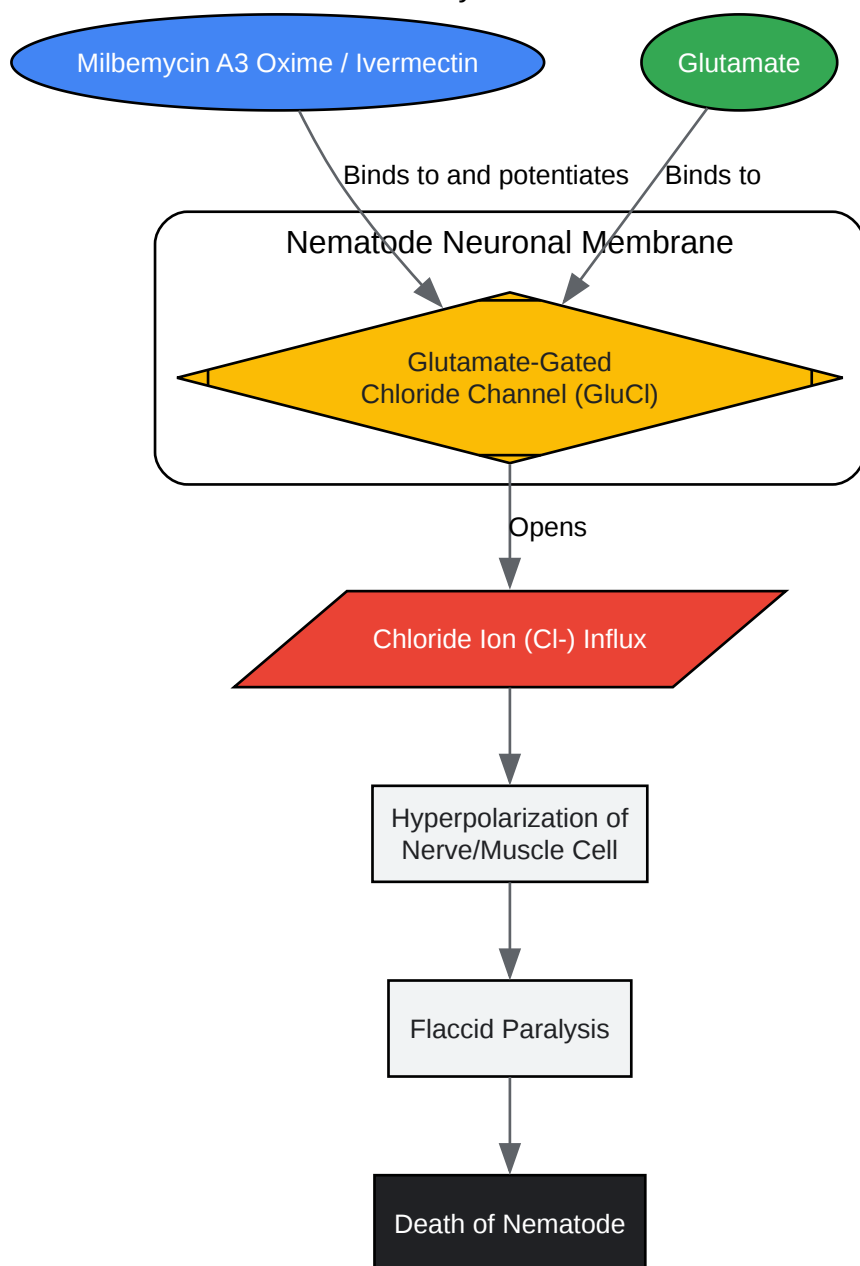 Milbemycin A3 Oxime / Ivermectin
Glutamate
Binds to and potentiates
Binds to
Nematode Neuronal Membrane
Glutamate-Gated
Chloride Channel (GluCl)
Opens
Chloride Ion (Cl-) Influx
Hyperpolarization of
Nerve/Muscle Cell
Flaccid Paralysis
Death of Nematode